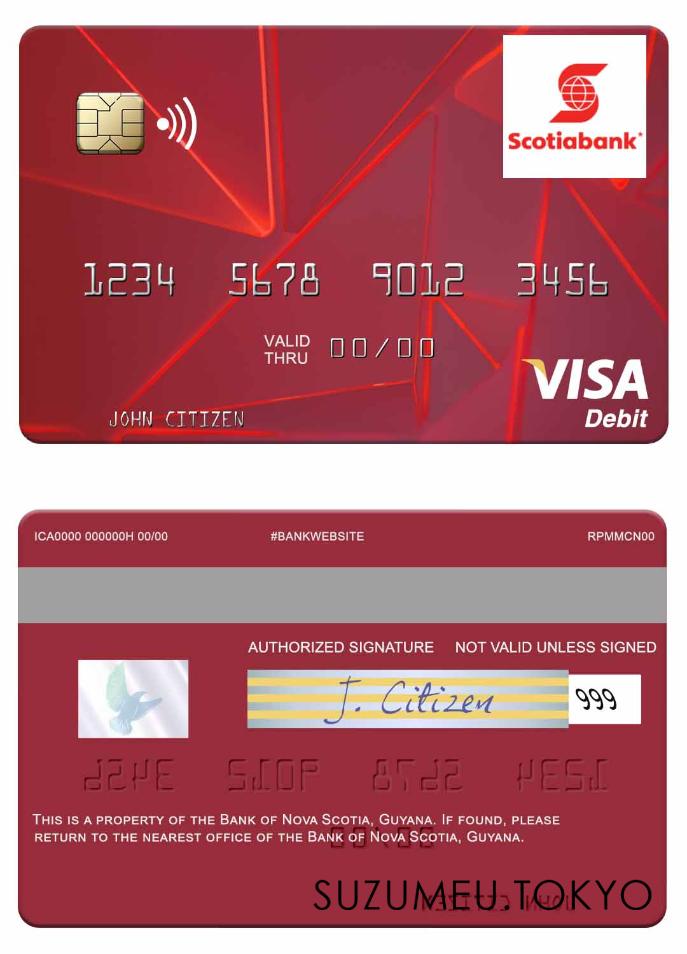 Scotiabank
1234 5678 9012 3456
VALID THRU 00/00
VISA
Debit
JOHN CITIZEN
ICA0000 000000H 00/00 #BANKWEBSITE RPMMCN00
AUTHORIZED SIGNATURE NOT VALID UNLESS SIGNED
J. Citizen 999
THIS IS A PROPERTY OF THE BANK OF NOVA SCOTIA, GUYANA. IF FOUND, PLEASE
RETURN TO THE NEAREST OFFICE OF THE BANK OF NOVA SCOTIA, GUYANA.
SUZUMEU.TOKYO